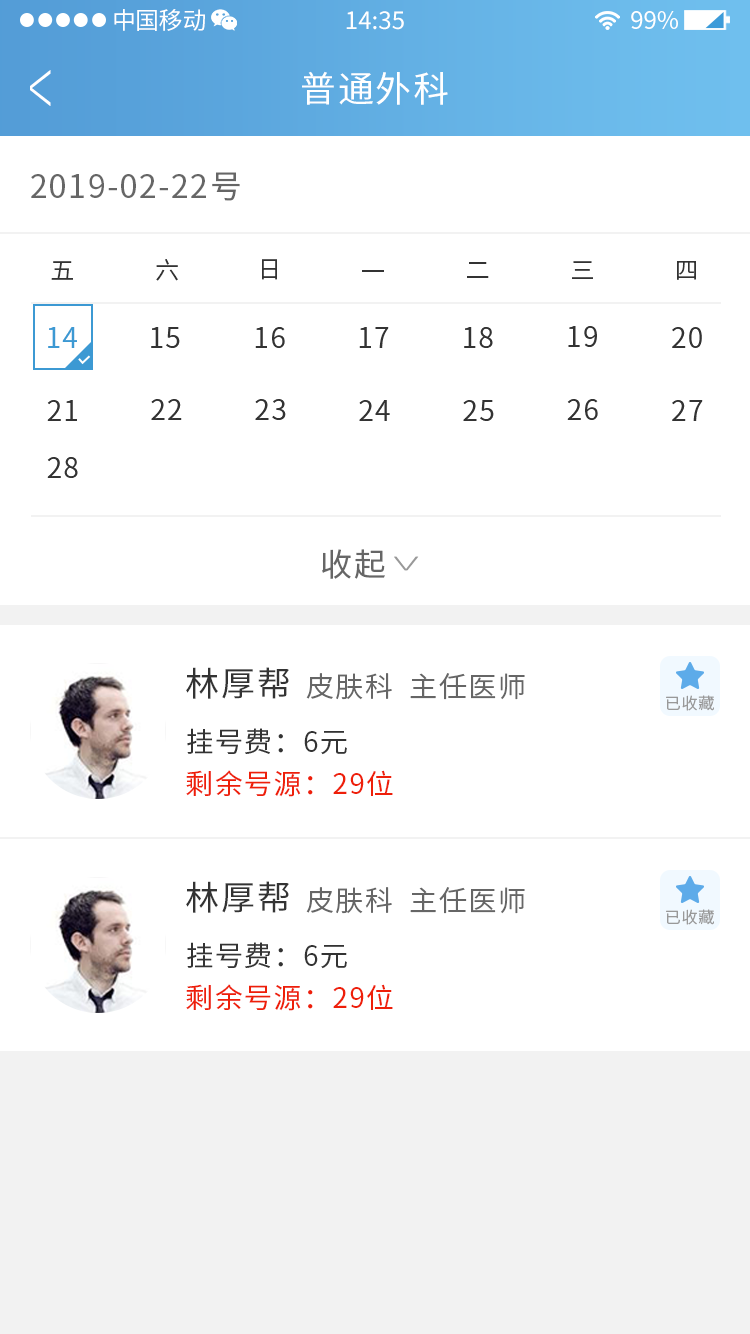 中国移动 14:35 99%
普通外科
2019-02-22号
五 六 日 一 二 三 四
14 15 16 17 18 19 20
21 22 23 24 25 26 27
28
收起
林厚帮 皮肤科 主任医师
已收藏
挂号费：6元
剩余号源：29位
林厚帮 皮肤科 主任医师
已收藏
挂号费：6元
剩余号源：29位